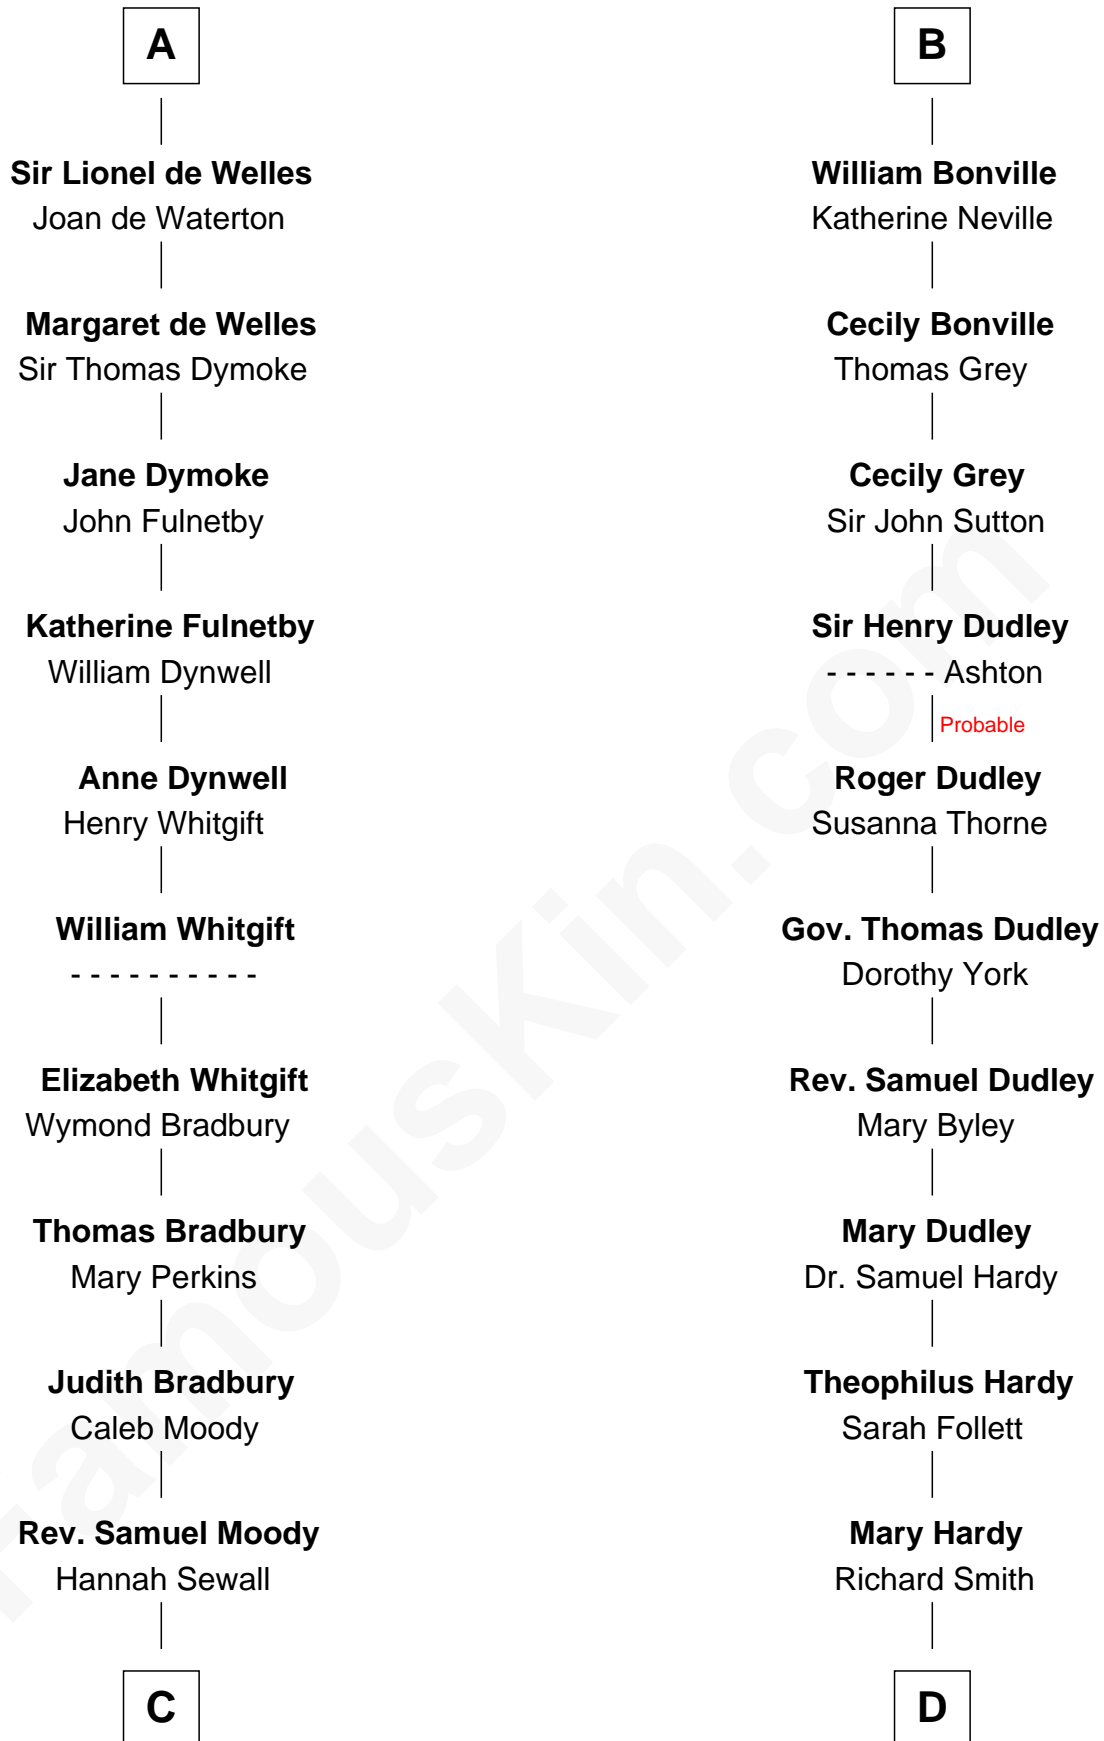 A
Sir Lionel de Welles
Joan de Waterton
Margaret de Welles
Sir Thomas Dymoke
Jane Dymoke
John Fulnetby
Katherine Fulnetby
William Dynwell
Anne Dynwell
Henry Whitgift
William Whitgift
- - - - - - - - - -
Elizabeth Whitgift
Wymond Bradbury
Thomas Bradbury
Mary Perkins
Judith Bradbury
Caleb Moody
Rev. Samuel Moody
Hannah Sewall
C
B
William Bonville
Katherine Neville
Cecily Bonville
Thomas Grey
Cecily Grey
Sir John Sutton
Sir Henry Dudley
- - - - - - Ashton
Probable
Roger Dudley
Susanna Thorne
Gov. Thomas Dudley
Dorothy York
Rev. Samuel Dudley
Mary Byley
Mary Dudley
Dr. Samuel Hardy
Theophilus Hardy
Sarah Follett
Mary Hardy
Richard Smith
D
FamousKin.com